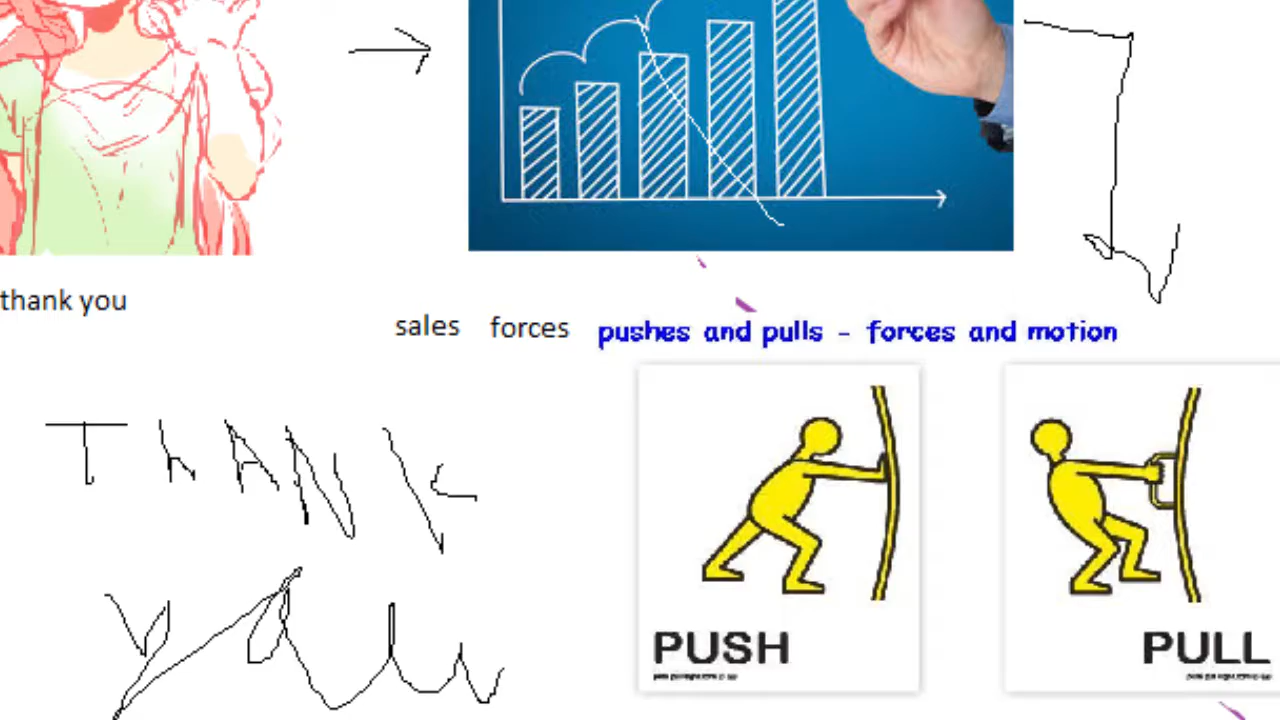 thank you
sales forces pushes and pulls - forces and motion
THANK
you
PUSH
PULL